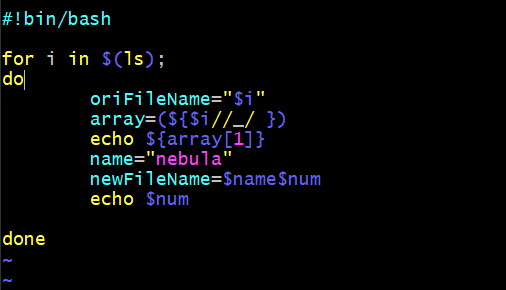 #!bin/bash
for i in $(ls);
do
oriFileName="$i"
array=(${$i//_/ })
echo ${array[1]}
name="nebula"
newFileName=$name$num
echo $num
done
~
~